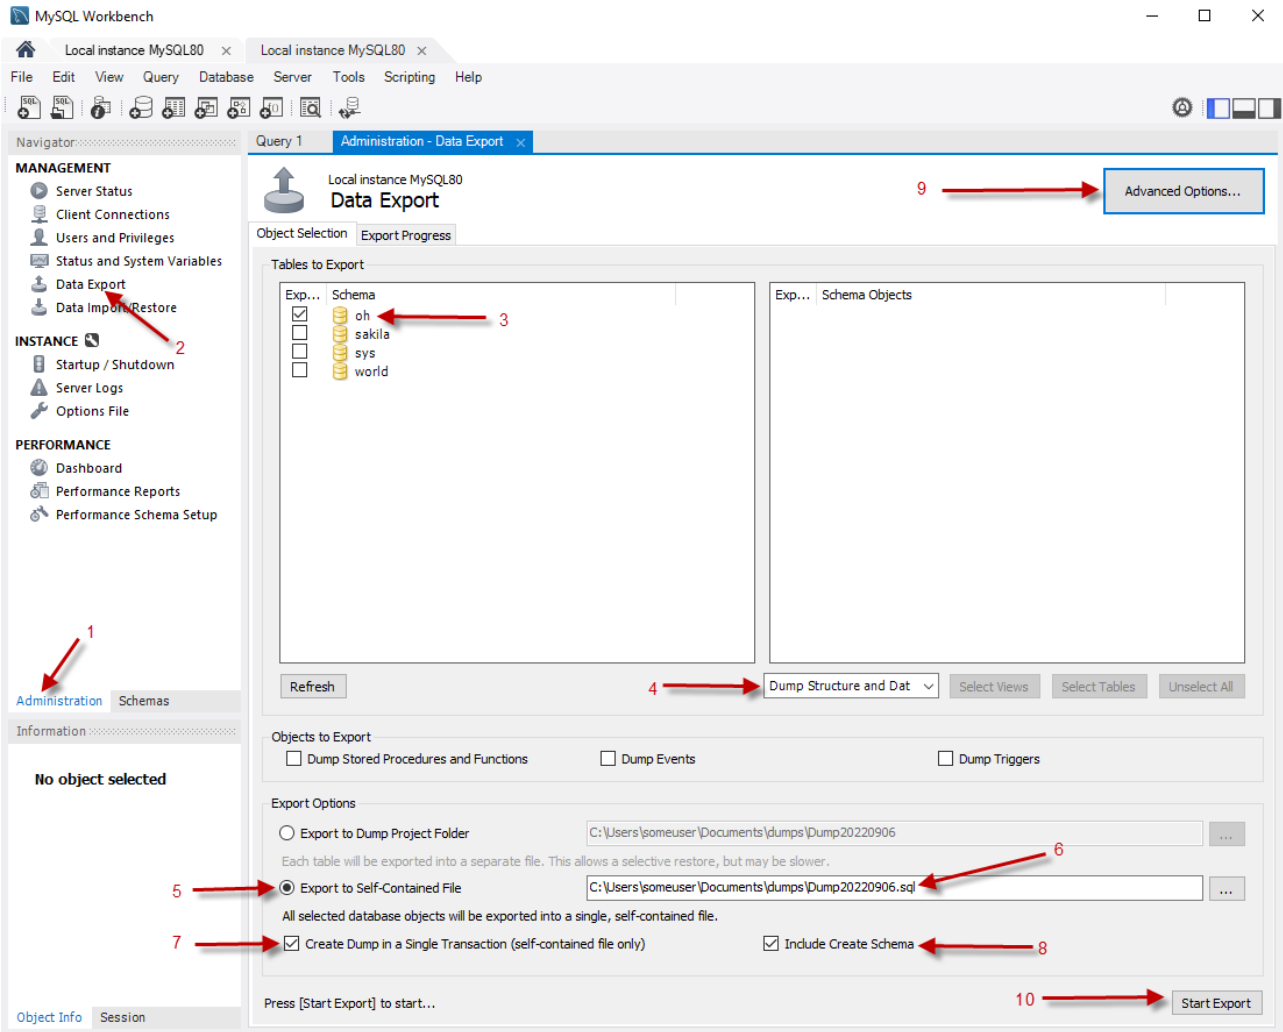 MySQL Workbench
Local instance MySQL80 × Local instance MySQL80 ×
File Edit View Query Database Server Tools Scripting Help
Navigator
MANAGEMENT
Server Status
Client Connections
Users and Privileges
Status and System Variables
Data Export
Data Import/Restore
2
INSTANCE
Startup / Shutdown
Server Logs
Options File
PERFORMANCE
Dashboard
Performance Reports
Performance Schema Setup
1
Administration Schemas
Information
No object selected
Object Info Session
Query 1 Administration - Data Export ×
Local instance MySQL80
Data Export
9 Advanced Options...
Object Selection Export Progress
Tables to Export
Exp... Schema
oh 3
sakila
sys
world
Exp... Schema Objects
Refresh 4 Dump Structure and Dat Select Views Select Tables Unselect All
Objects to Export
Dump Stored Procedures and Functions Dump Events Dump Triggers
Export Options
Export to Dump Project Folder C:\Users\someuser\Documents\dumps\Dump20220906 ...
Each table will be exported into a separate file. This allows a selective restore, but may be slower. 6
5 Export to Self-Contained File C:\Users\someuser\Documents\dumps\Dump20220906.sql ...
All selected database objects will be exported into a single, self-contained file.
7 Create Dump in a Single Transaction (self-contained file only) Include Create Schema 8
Press [Start Export] to start... 10 Start Export